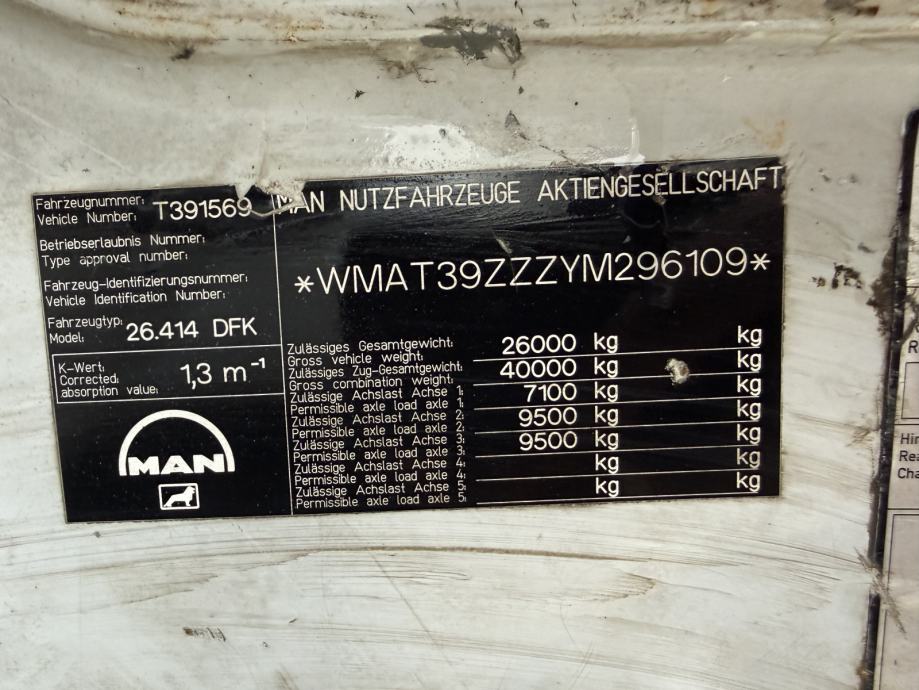 Fahrzeugnummer:
Vehicle Number: T391569
MAN NUTZFAHRZEUGE AKTIENGESELLSCHAFT
Betriebserlaubnis Nummer:
Type approval number:
Fahrzeug-Identifizierungsnummer:
Vehicle Identification Number:
*WMAT39ZZZYM296109*
Fahrzeugtyp:
Model: 26.414 DFK
K-Wert:
Corrected
absorption value: 1,3 m⁻¹
MAN
Zulässiges Gesamtgewicht: 26000 kg kg
Gross vehicle weight:
Zulässiges Zug-Gesamtgewicht: 40000 kg kg
Gross combination weight:
Zulässige Achslast Achse 1: 7100 kg kg
Permissible axle load axle 1:
Zulässige Achslast Achse 2: 9500 kg kg
Permissible axle load axle 2:
Zulässige Achslast Achse 3: 9500 kg kg
Permissible axle load axle 3:
Zulässige Achslast Achse 4: kg kg
Permissible axle load axle 4:
Zulässige Achslast Achse 5: kg kg
Permissible axle load axle 5: